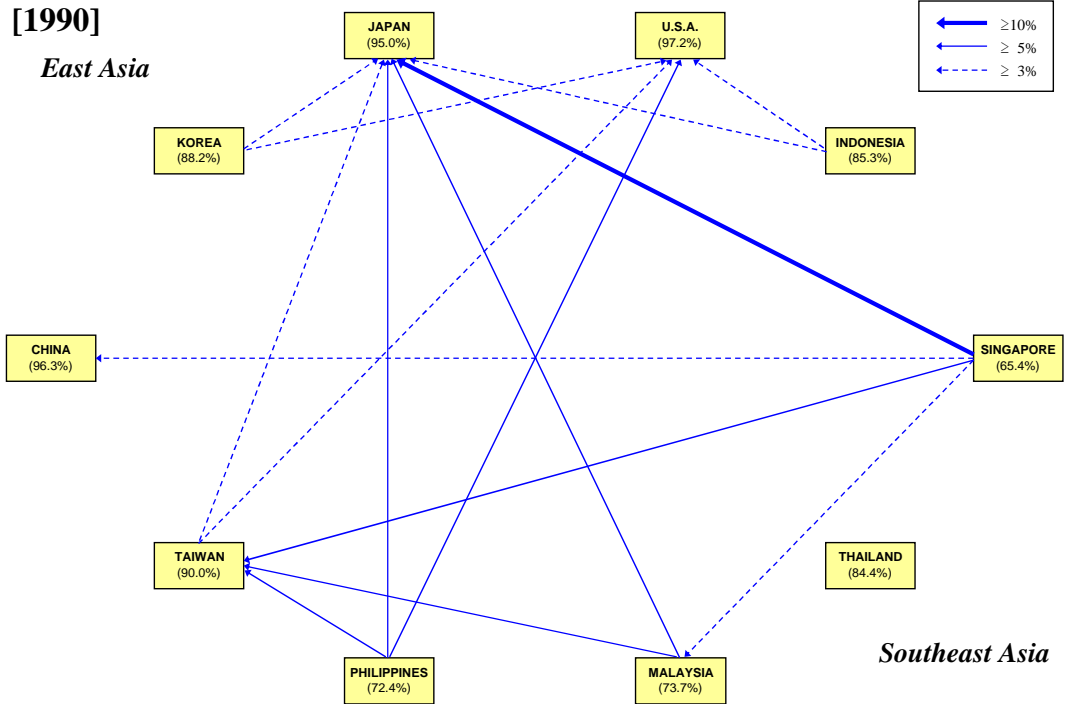 [1990]
East Asia
JAPAN
(95.0%)
U.S.A.
(97.2%)
≥10%
≥ 5%
≥ 3%
KOREA
(88.2%)
INDONESIA
(85.3%)
CHINA
(96.3%)
SINGAPORE
(65.4%)
TAIWAN
(90.0%)
THAILAND
(84.4%)
PHILIPPINES
(72.4%)
MALAYSIA
(73.7%)
Southeast Asia